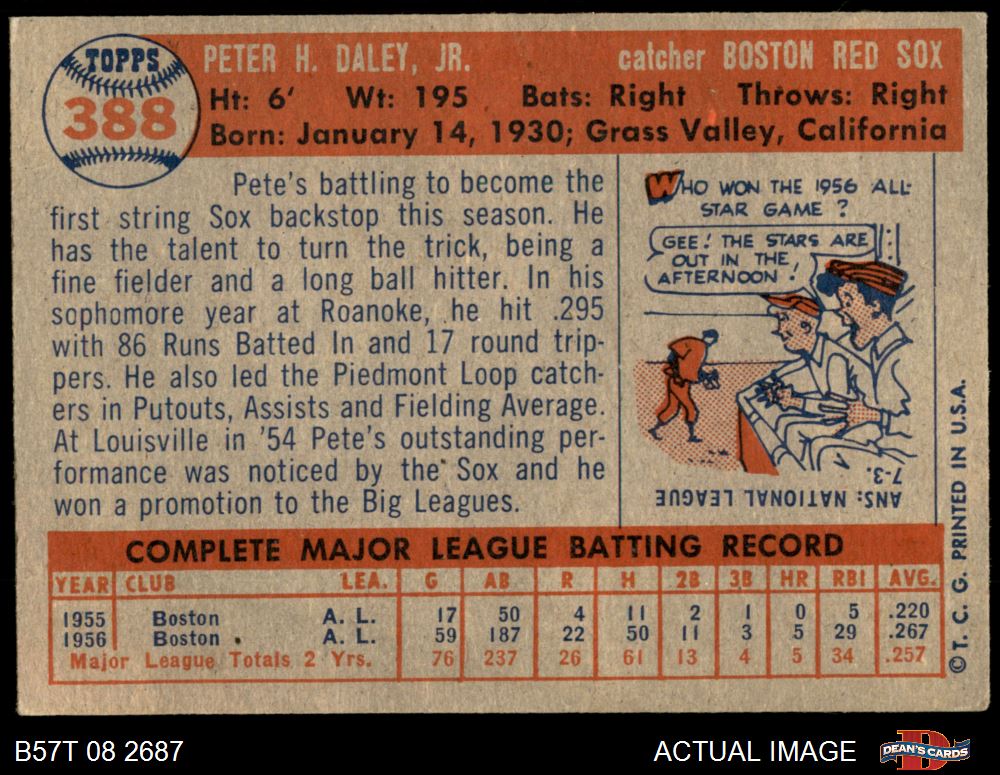 TOPPS
388
PETER H. DALEY, JR. catcher BOSTON RED SOX
Ht: 6' Wt: 195 Bats: Right Throws: Right
Born: January 14, 1930; Grass Valley, California
Pete's battling to become the
first string Sox backstop this season. He
has the talent to turn the trick, being a
fine fielder and a long ball hitter. In his
sophomore year at Roanoke, he hit .295
with 86 Runs Batted In and 17 round trip-
pers. He also led the Piedmont Loop catch-
ers in Putouts, Assists and Fielding Average.
At Louisville in '54 Pete's outstanding per-
formance was noticed by the Sox and he
won a promotion to the Big Leagues.
WHO WON THE 1956 ALL-
STAR GAME ?
GEE! THE STARS ARE
OUT IN THE
AFTERNOON!
ANS: NATIONAL LEAGUE
7-3.
COMPLETE MAJOR LEAGUE BATTING RECORD
YEAR CLUB LEA. G AB R H 2B 3B HR RBI AVG.
1955 Boston A. L. 17 50 4 11 2 1 0 5 .220
1956 Boston A. L. 59 187 22 50 11 3 5 29 .267
Major League Totals 2 Yrs. 76 237 26 61 13 4 5 34 .257
© T. C. G. PRINTED IN U.S.A.
B57T 08 2687 ACTUAL IMAGE DEAN'S CARDS